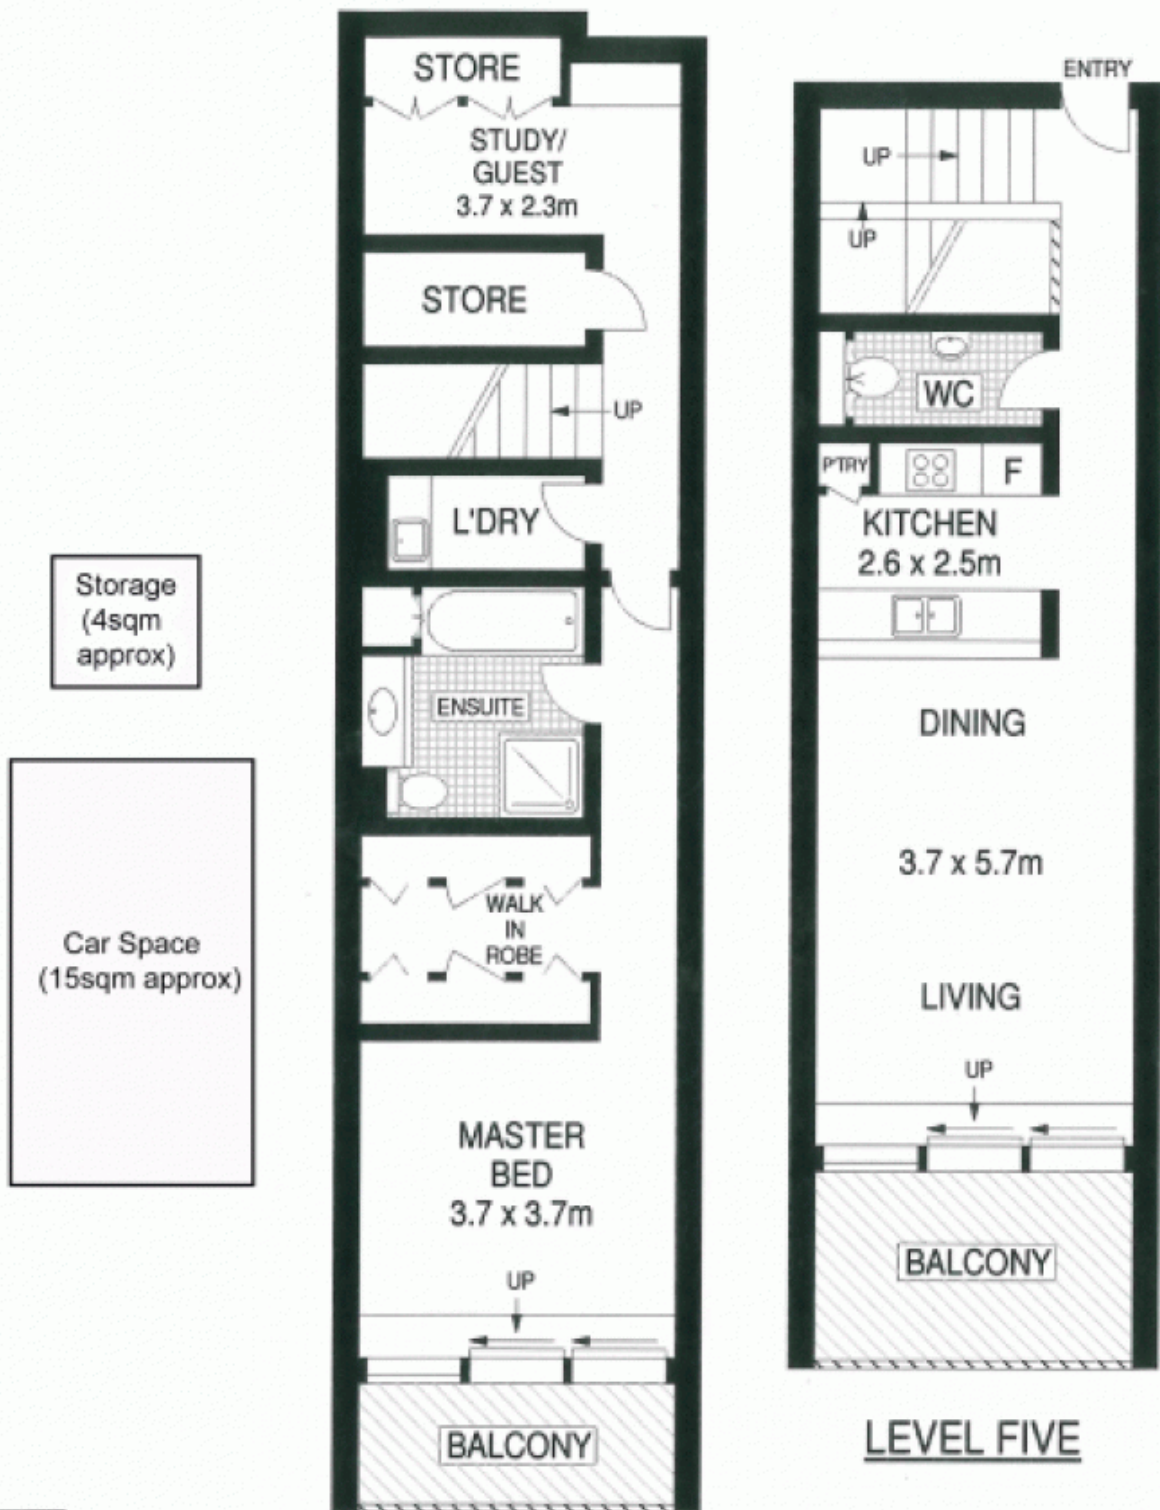 STORE
STUDY/
GUEST
3.7 x 2.3m
STORE
UP
L'DRY
ENSUITE
WALK
IN
ROBE
MASTER
BED
3.7 x 3.7m
UP
BALCONY
Storage
(4sqm
approx)
Car Space
(15sqm approx)
ENTRY
UP
UP
WC
P'TRY
F
KITCHEN
2.6 x 2.5m
DINING
3.7 x 5.7m
LIVING
UP
BALCONY
LEVEL FIVE